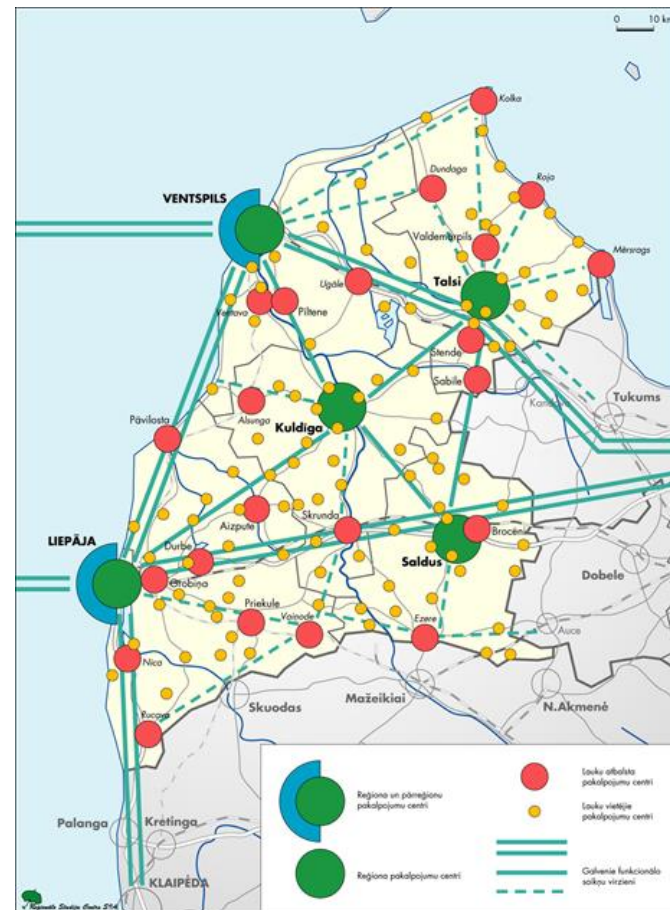 0 10 km
Kolka
Dundaga
Roja
VENTSPILS
Valdemārpils
Mērsrags
Talsi
Ugāle
Piltene
Stende
Sabile
Tukums
Pāvilosta
Alsunga
Kuldīga
Aizpute
Skrunda
Brocēni
LIEPĀJA
Durbe
Saldus
Dobele
Grobiņa
Priekule
Vaiņode
Ezere
Auce
Nīca
Skuodas
Mažeikiai
N.Akmenė
Rucava
Palanga
Kretinga
KLAIPĖDA
Reģiona un pārreģionu
pakalpojumu centri
Reģiona pakalpojumu centri
Lauku atbalsta
pakalpojumu centri
Lauku vietējie
pakalpojumu centri
Galvenie funkcionālo
saikņu virzieni